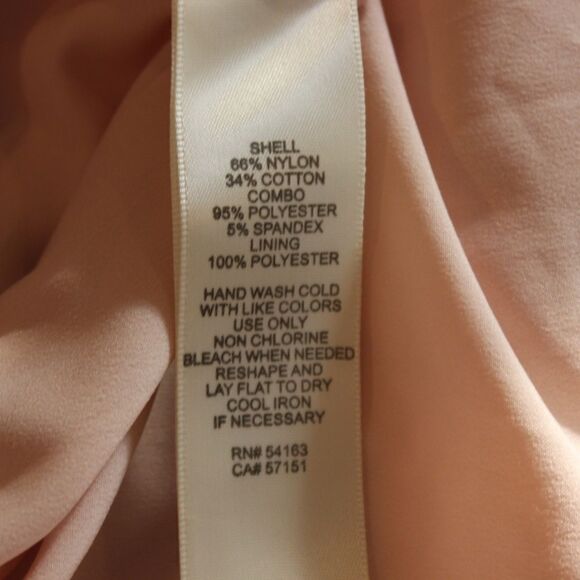 SHELL
66% NYLON
34% COTTON
COMBO
95% POLYESTER
5% SPANDEX
LINING
100% POLYESTER
HAND WASH COLD
WITH LIKE COLORS
USE ONLY
NON CHLORINE
BLEACH WHEN NEEDED
RESHAPE AND
LAY FLAT TO DRY
COOL IRON
IF NECESSARY
RN# 54163
CA# 57151